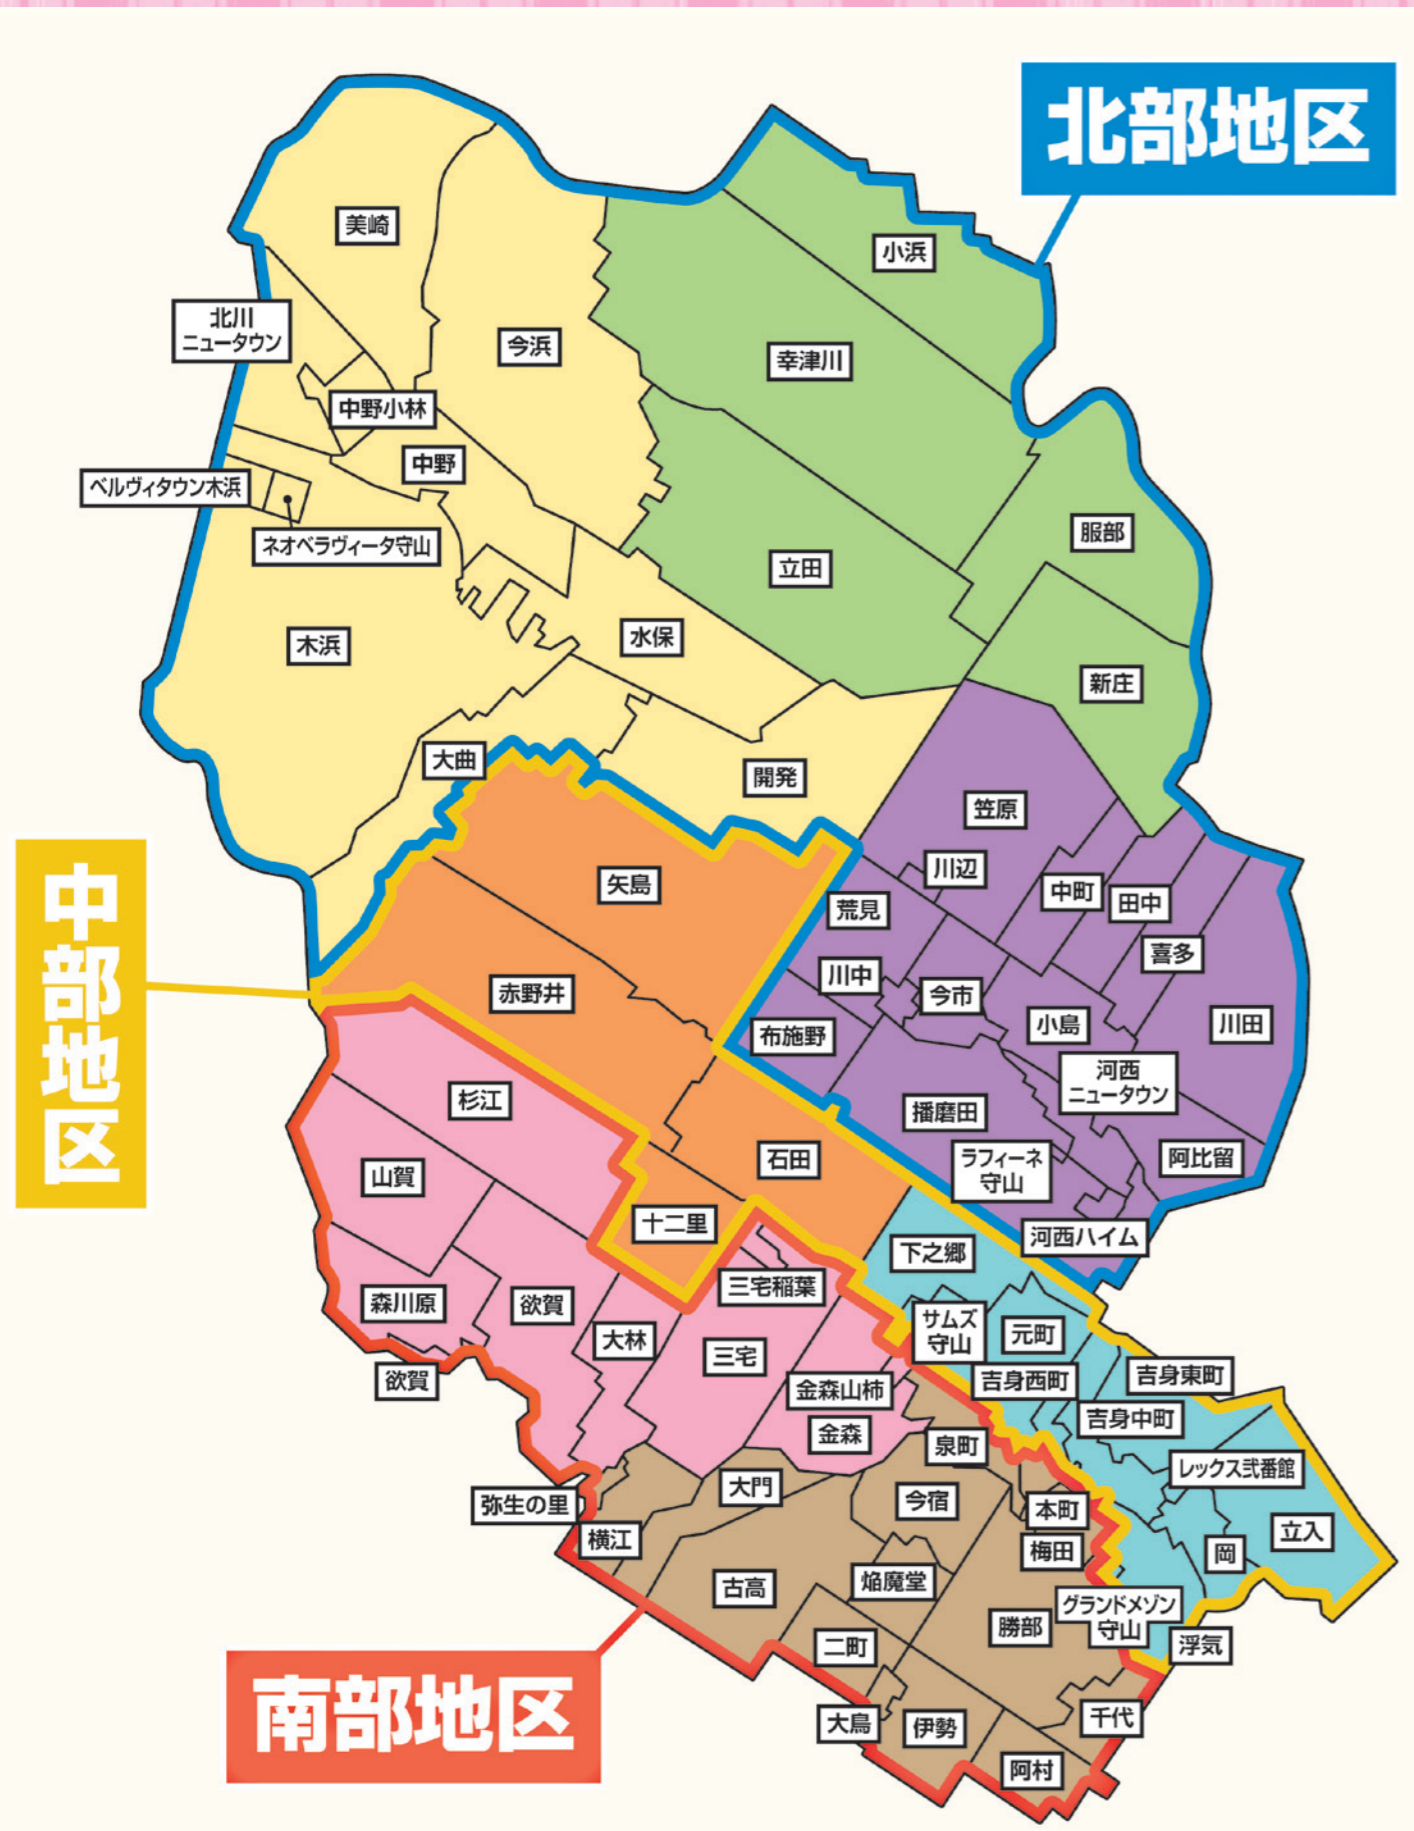 北部地区
小浜
美崎
北川
ニュータウン
今浜
幸津川
中野小林
中野
ベルヴィタウン木浜
ネオベラヴィータ守山
服部
立田
水保
木浜
新庄
大曲
開発
笠原
川辺
中町
田中
矢島
荒見
喜多
中部地区
川中
赤野井
今市
小島
川田
布施野
河西
ニュータウン
杉江
播磨田
石田
ラフィーネ
守山
阿比留
山賀
十二里
河西ハイム
下之郷
三宅稲葉
森川原
欲賀
サムズ
守山
元町
大林
三宅
欲賀
吉身西町
吉身東町
金森山柿
吉身中町
金森
泉町
レックス弐番館
大門
今宿
弥生の里
本町
横江
立入
梅田
岡
古高
焔魔堂
グランドメゾン
守山
勝部
二町
浮気
南部地区
大鳥
伊勢
千代
阿村